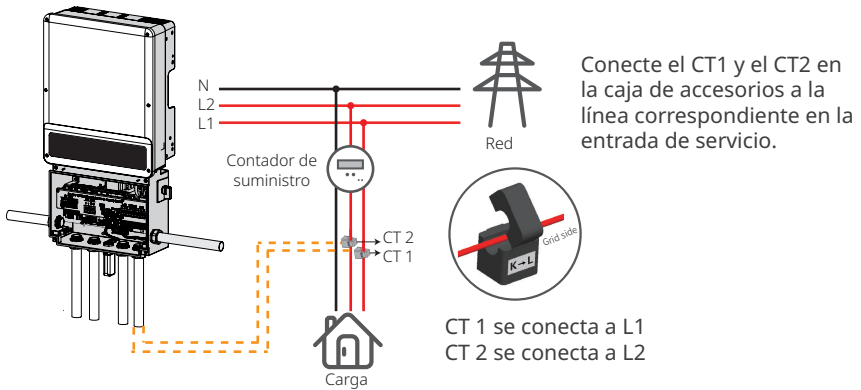 N
L2
L1
Contador de
suministro
Red
CT 2
CT 1
Carga
Conecte el CT1 y el CT2 en
la caja de accesorios a la
línea correspondiente en la
entrada de servicio.
Grid side
K→L
CT 1 se conecta a L1
CT 2 se conecta a L2